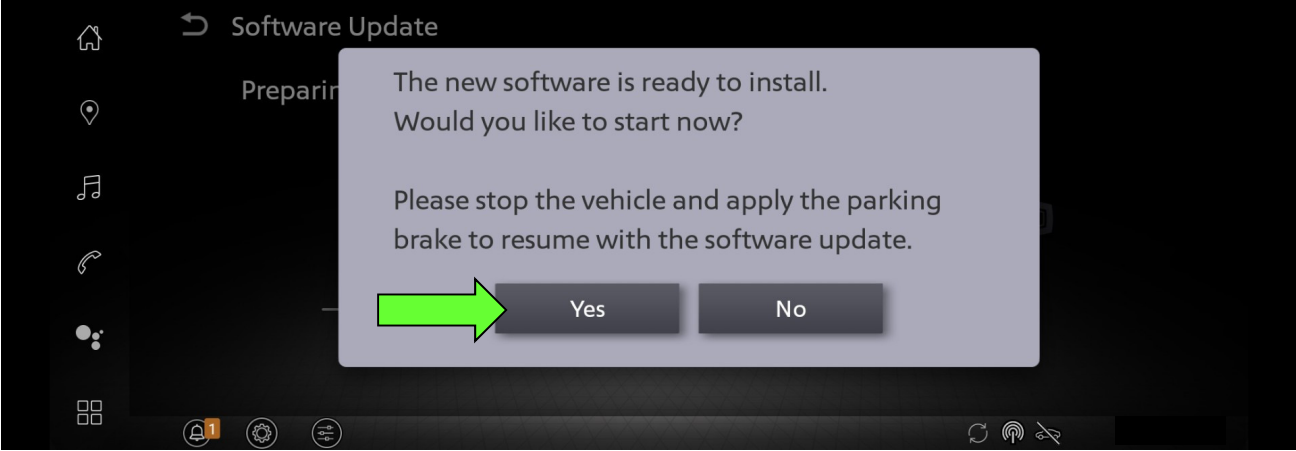 Software Update
The new software is ready to install.
Would you like to start now?
Please stop the vehicle and apply the parking
brake to resume with the software update.
Yes
No
1